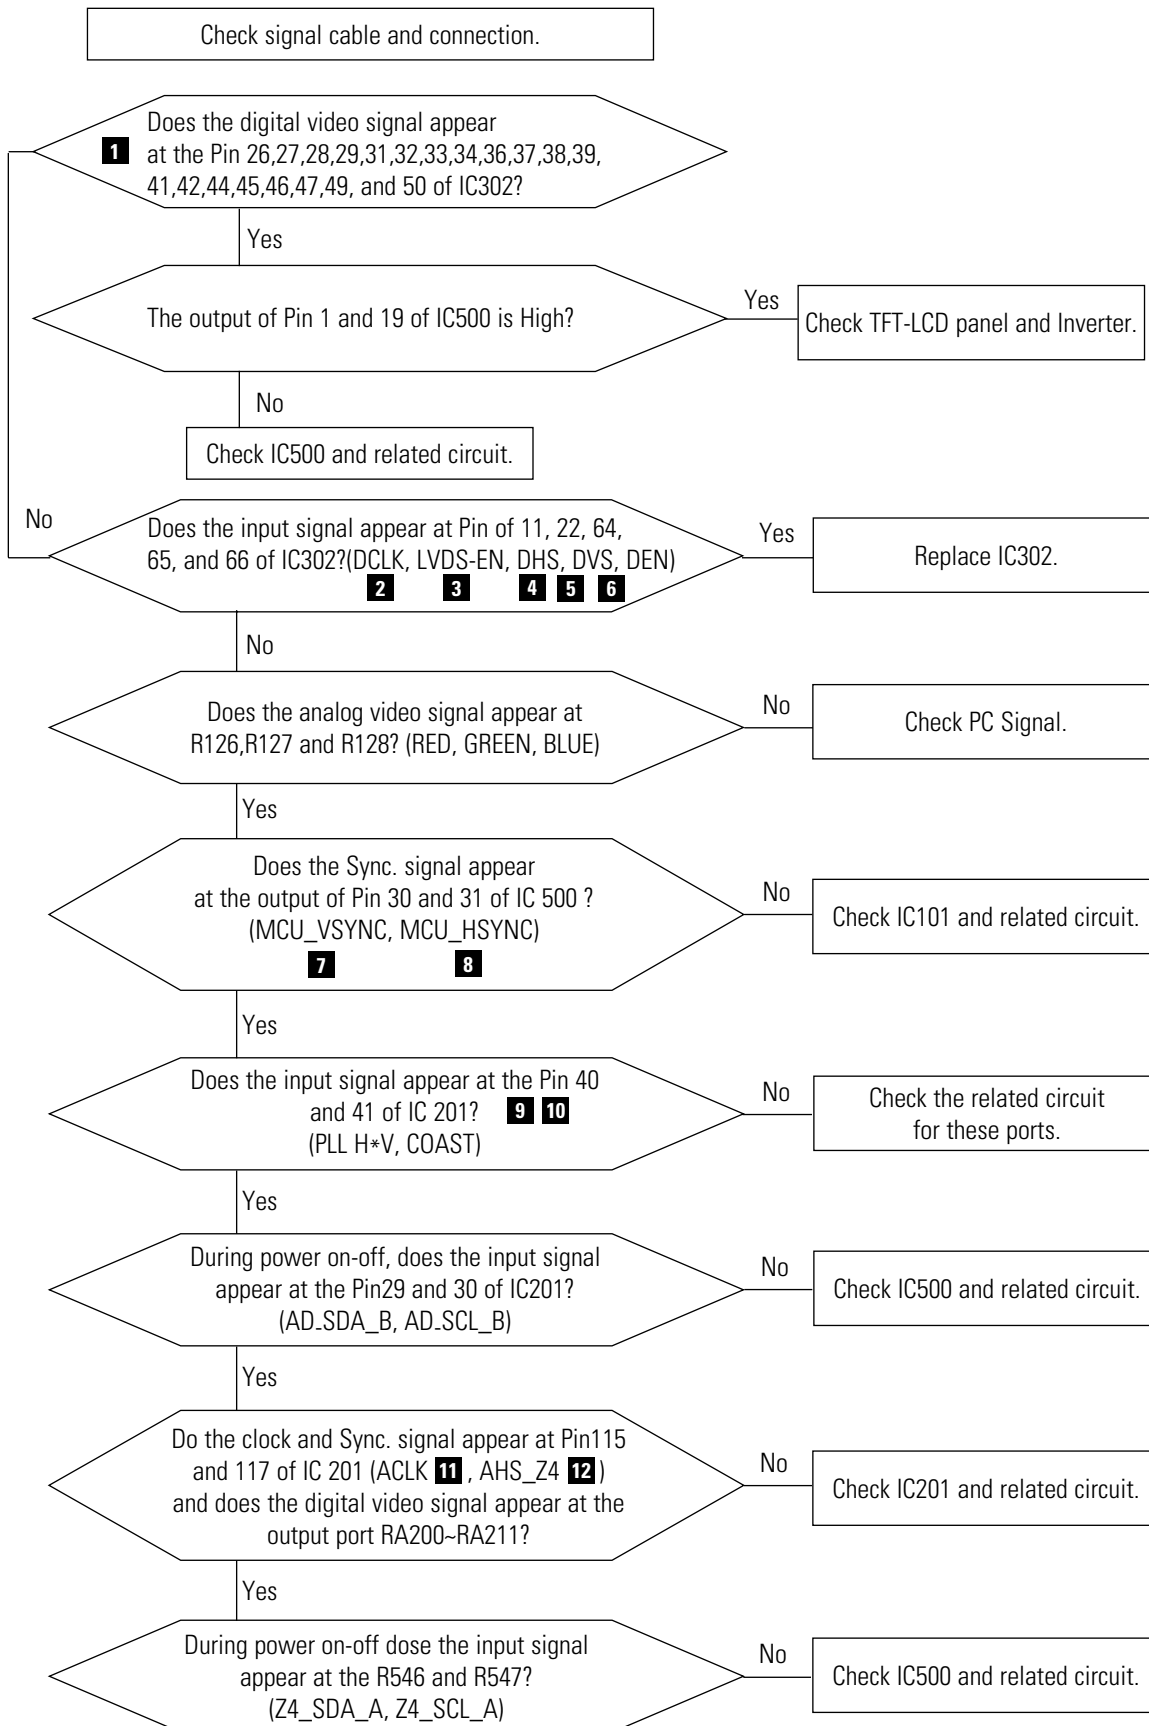 Check signal cable and connection.
Does the digital video signal appear
1 at the Pin 26,27,28,29,31,32,33,34,36,37,38,39,
41,42,44,45,46,47,49, and 50 of IC302?
Yes
The output of Pin 1 and 19 of IC500 is High?
Yes
Check TFT-LCD panel and Inverter.
No
Check IC500 and related circuit.
No
Does the input signal appear at Pin of 11, 22, 64,
65, and 66 of IC302?(DCLK, LVDS-EN, DHS, DVS, DEN)
2 3 4 5 6
Yes
Replace IC302.
No
Does the analog video signal appear at
R126,R127 and R128? (RED, GREEN, BLUE)
No
Check PC Signal.
Yes
Does the Sync. signal appear
at the output of Pin 30 and 31 of IC 500 ?
(MCU_VSYNC, MCU_HSYNC)
7 8
No
Check IC101 and related circuit.
Yes
Does the input signal appear at the Pin 40
and 41 of IC 201? 9 10
(PLL H*V, COAST)
No
Check the related circuit
for these ports.
Yes
During power on-off, does the input signal
appear at the Pin29 and 30 of IC201?
(AD-SDA_B, AD-SCL_B)
No
Check IC500 and related circuit.
Yes
Do the clock and Sync. signal appear at Pin115
and 117 of IC 201 (ACLK 11 , AHS_Z4 12 )
and does the digital video signal appear at the
output port RA200~RA211?
No
Check IC201 and related circuit.
Yes
During power on-off dose the input signal
appear at the R546 and R547?
(Z4_SDA_A, Z4_SCL_A)
No
Check IC500 and related circuit.